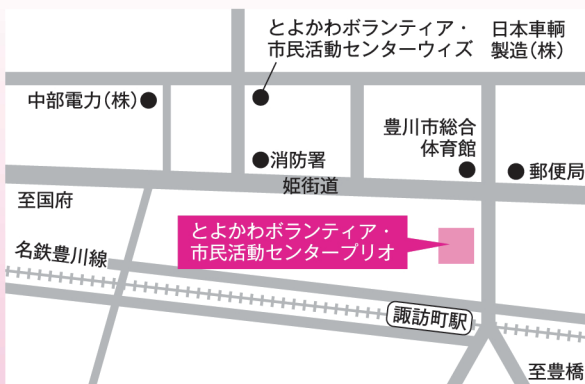 とよかわボランティア・
市民活動センターウィズ
日本車輌
製造(株)
中部電力(株)
豊川市総合
体育館
消防署
郵便局
姫街道
至国府
とよかわボランティア・
市民活動センタープリオ
名鉄豊川線
諏訪町駅
至豊橋